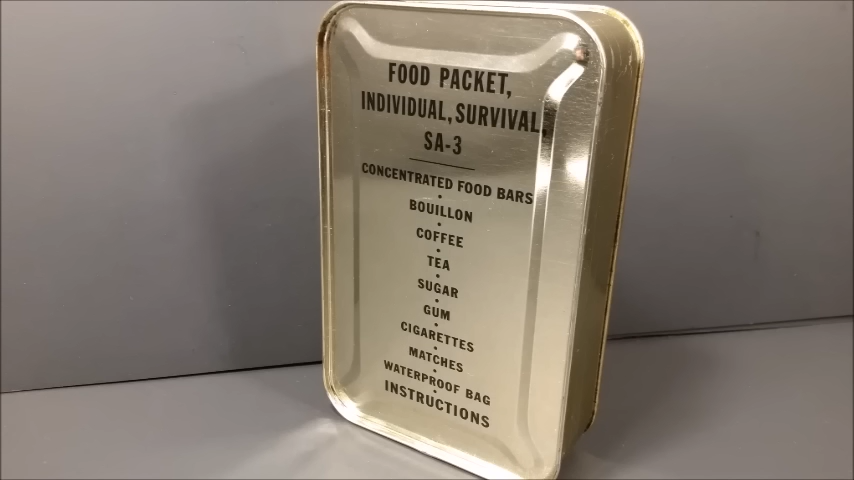 FOOD PACKET,
INDIVIDUAL, SURVIVAL,
SA-3
CONCENTRATED FOOD BARS
•
BOUILLON
•
COFFEE
•
TEA
•
SUGAR
•
GUM
•
CIGARETTES
•
MATCHES
•
WATERPROOF BAG
•
INSTRUCTIONS